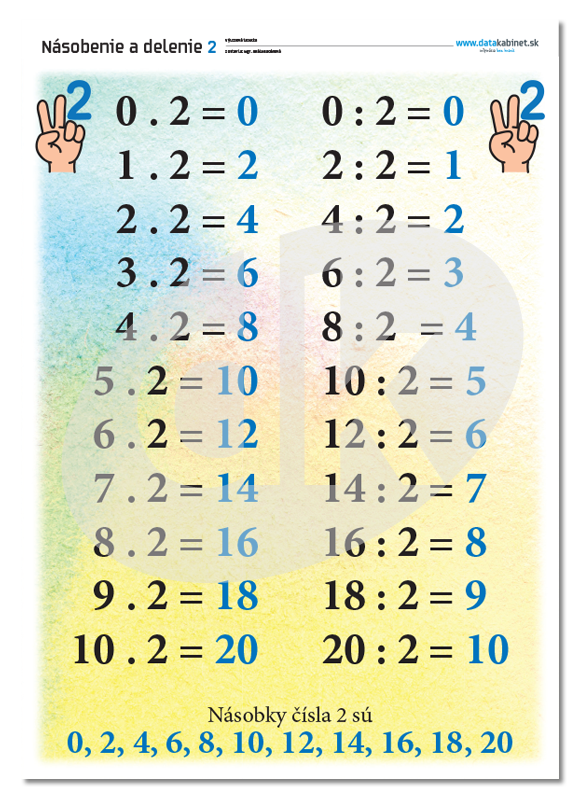 Násobenie a delenie 2
www.datakabinet.sk
2
2
0 . 2 = 0
1 . 2 = 2
2 . 2 = 4
3 . 2 = 6
4 . 2 = 8
5 . 2 = 10
6 . 2 = 12
7 . 2 = 14
8 . 2 = 16
9 . 2 = 18
10 . 2 = 20
0 : 2 = 0
2 : 2 = 1
4 : 2 = 2
6 : 2 = 3
8 : 2 = 4
10 : 2 = 5
12 : 2 = 6
14 : 2 = 7
16 : 2 = 8
18 : 2 = 9
20 : 2 = 10
Násobky čísla 2 sú
0, 2, 4, 6, 8, 10, 12, 14, 16, 18, 20
dk